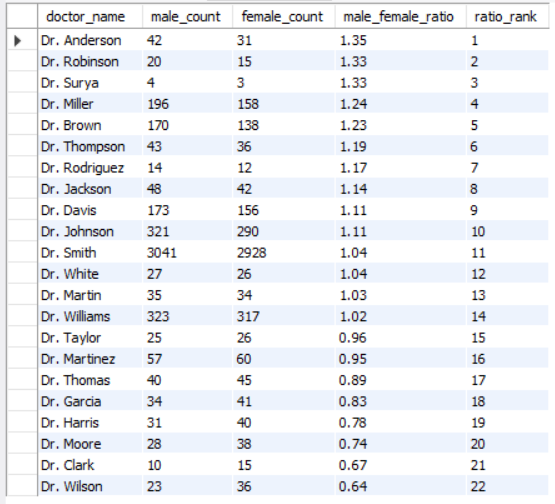 doctor_name male_count female_count male_female_ratio ratio_rank
Dr. Anderson 42 31 1.35 1
Dr. Robinson 20 15 1.33 2
Dr. Surya 4 3 1.33 3
Dr. Miller 196 158 1.24 4
Dr. Brown 170 138 1.23 5
Dr. Thompson 43 36 1.19 6
Dr. Rodriguez 14 12 1.17 7
Dr. Jackson 48 42 1.14 8
Dr. Davis 173 156 1.11 9
Dr. Johnson 321 290 1.11 10
Dr. Smith 3041 2928 1.04 11
Dr. White 27 26 1.04 12
Dr. Martin 35 34 1.03 13
Dr. Williams 323 317 1.02 14
Dr. Taylor 25 26 0.96 15
Dr. Martinez 57 60 0.95 16
Dr. Thomas 40 45 0.89 17
Dr. Garcia 34 41 0.83 18
Dr. Harris 31 40 0.78 19
Dr. Moore 28 38 0.74 20
Dr. Clark 10 15 0.67 21
Dr. Wilson 23 36 0.64 22